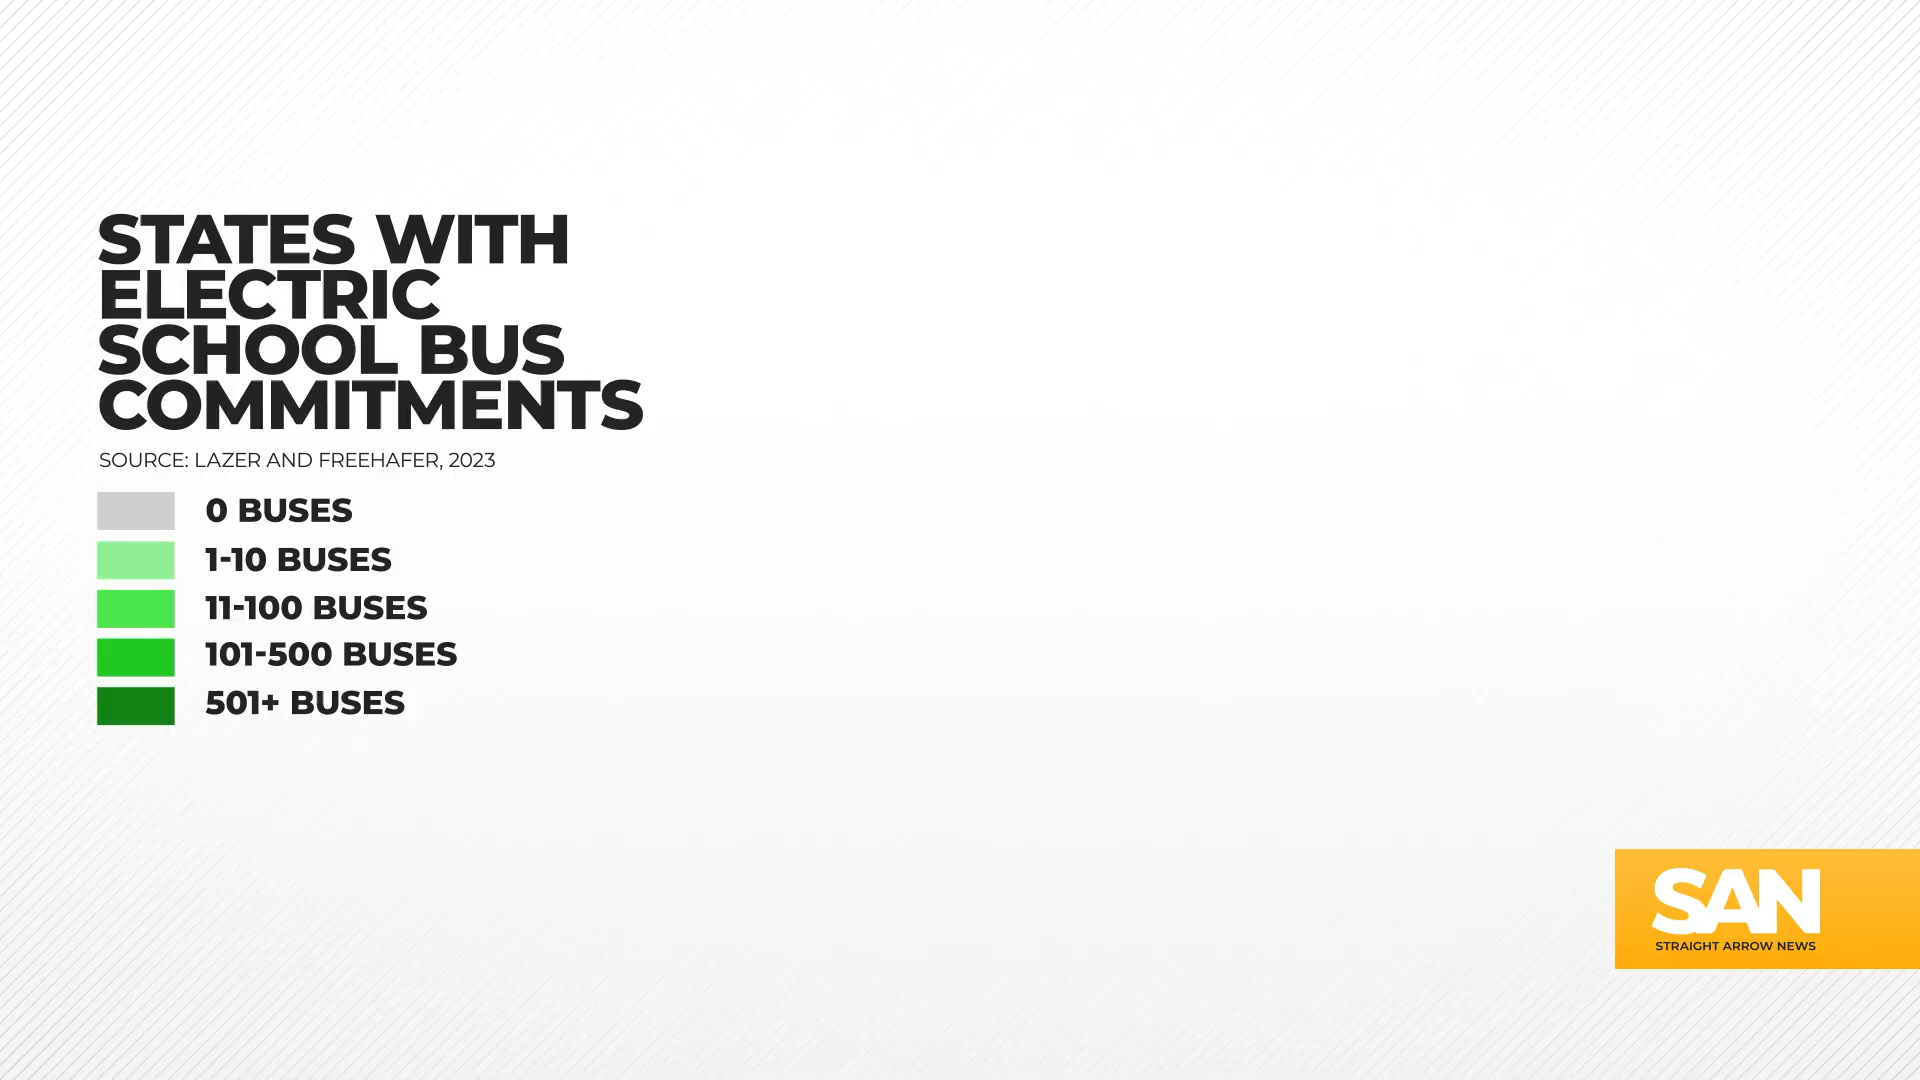 STATES WITH
ELECTRIC
SCHOOL BUS
COMMITMENTS
SOURCE: LAZER AND FREEHAFER, 2023
0 BUSES
1-10 BUSES
11-100 BUSES
101-500 BUSES
501+ BUSES
SAN
STRAIGHT ARROW NEWS